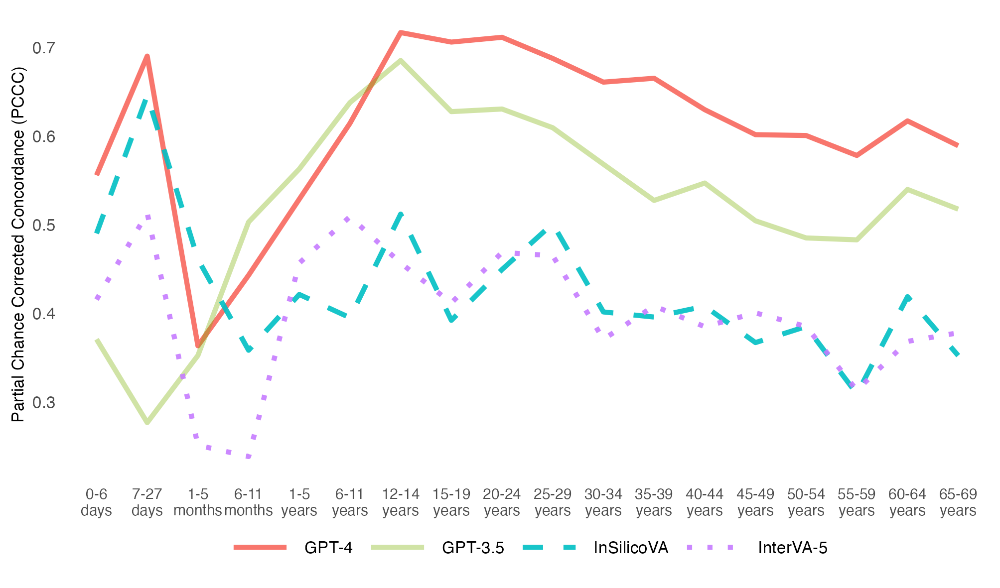 Partial Chance Corrected Concordance (PCCC)
0.7
0.6
0.5
0.4
0.3
0-6 days
7-27 days
1-5 months
6-11 months
1-5 years
6-11 years
12-14 years
15-19 years
20-24 years
25-29 years
30-34 years
35-39 years
40-44 years
45-49 years
50-54 years
55-59 years
60-64 years
65-69 years
GPT-4
GPT-3.5
InSilicoVA
InterVA-5